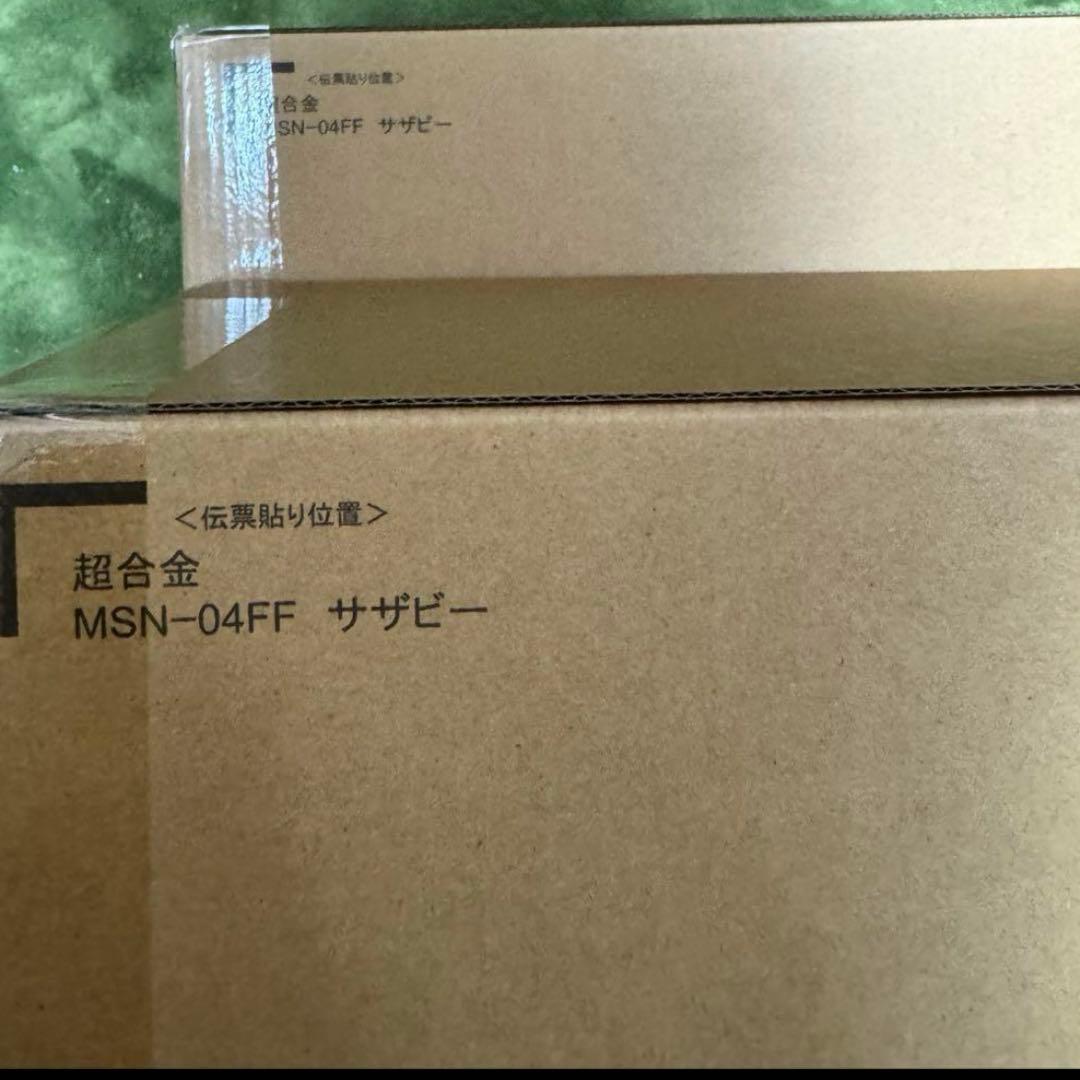 <伝票貼り位置>
合金
SN-04FF サザビー
<伝票貼り位置>
超合金
MSN-04FF サザビー